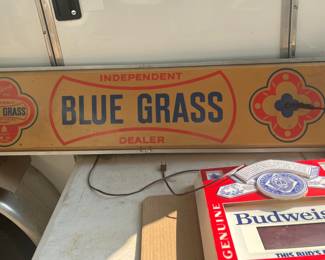 INDEPENDENT
BLUE GRASS
DEALER
GRASS
GENUINE
Budweis
THIS BUD'S